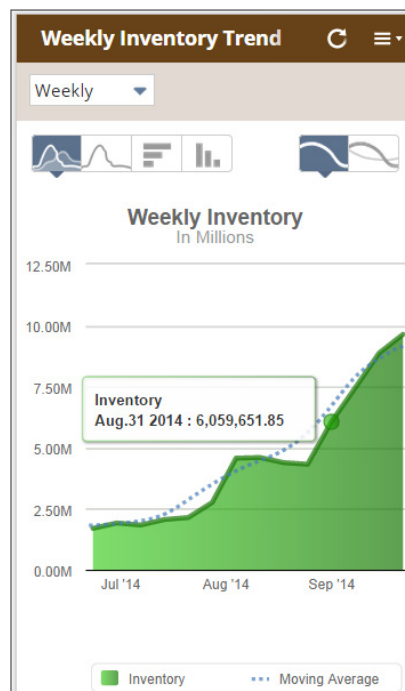 Weekly Inventory Trend
Weekly
Weekly Inventory
In Millions
12.50M
10.00M
7.50M
Inventory
Aug.31 2014 : 6,059,651.85
5.00M
2.50M
0.00M
Jul '14 Aug '14 Sep '14
Inventory Moving Average